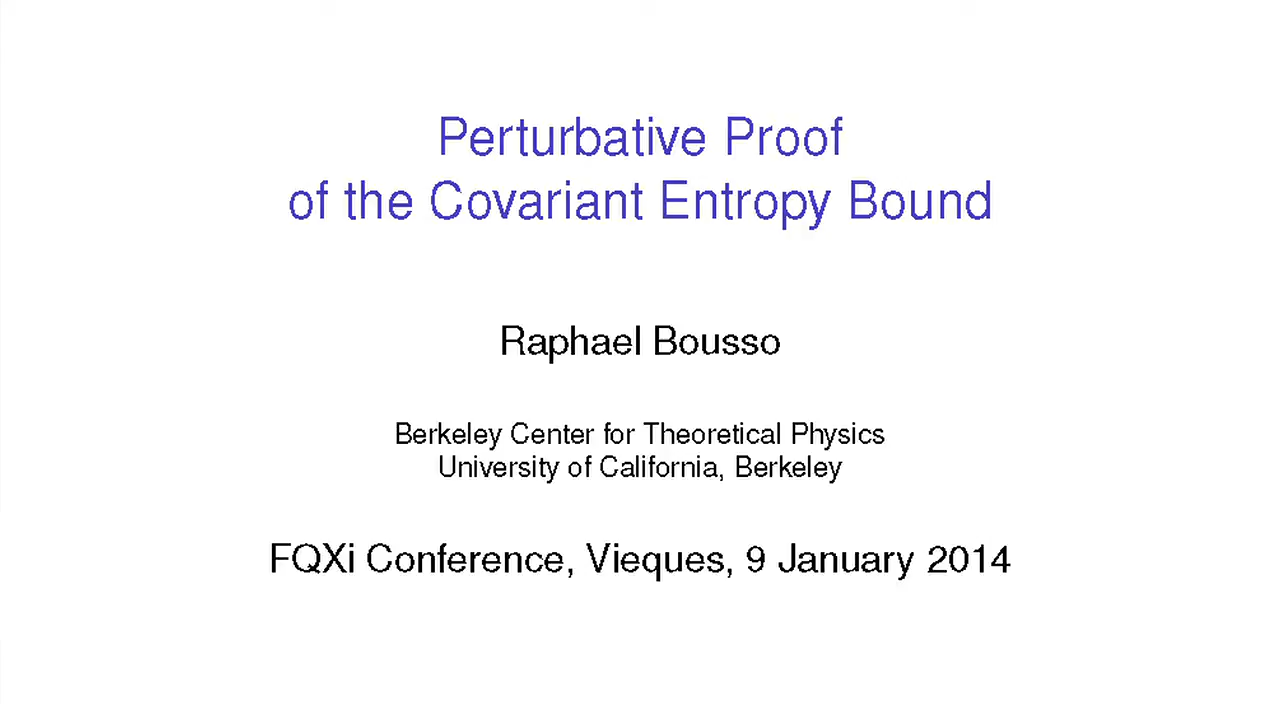 Perturbative Proof
of the Covariant Entropy Bound
Raphael Bousso
Berkeley Center for Theoretical Physics
University of California, Berkeley
FQXi Conference, Vieques, 9 January 2014